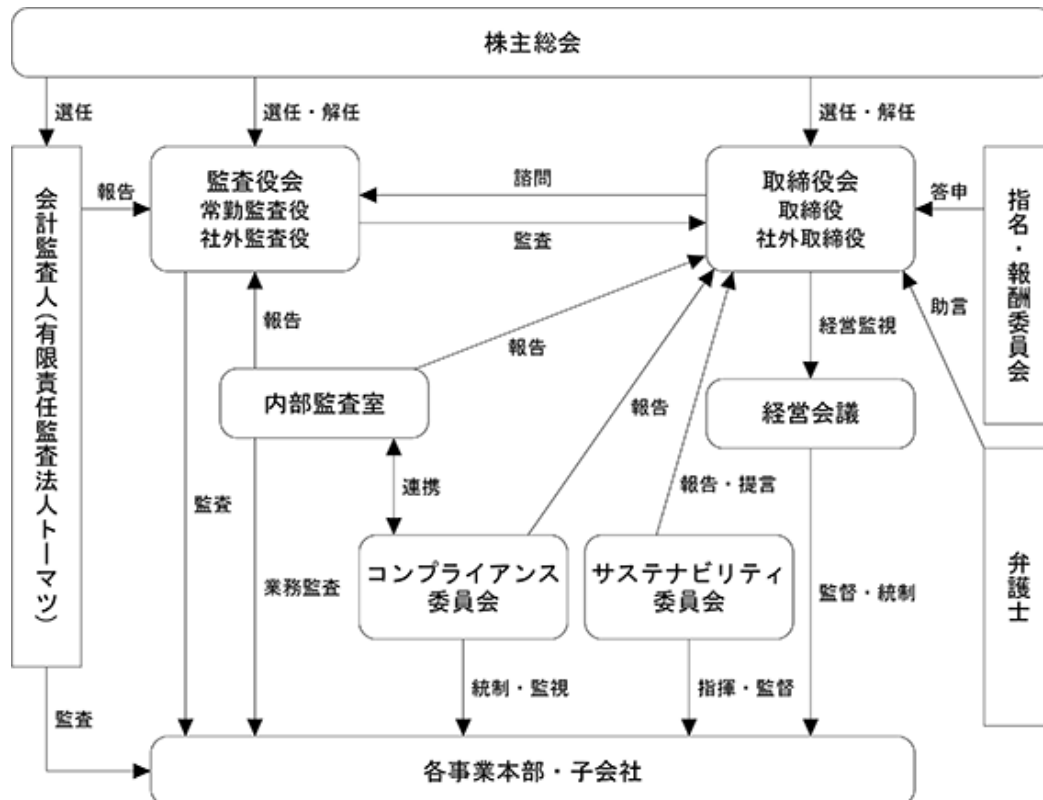 株主総会
選任
選任・解任
選任・解任
会計監査人(有限責任監査法人トーマツ)
報告
監査役会
常勤監査役
社外監査役
諮問
監査
取締役会
取締役
社外取締役
答申
指名・報酬委員会
報告
報告
経営監視
助言
内部監査室
報告
経営会議
連携
報告・提言
監査
業務監査
コンプライアンス
委員会
サステナビリティ
委員会
監督・統制
弁護士
統制・監視
指揮・監督
監査
各事業本部・子会社